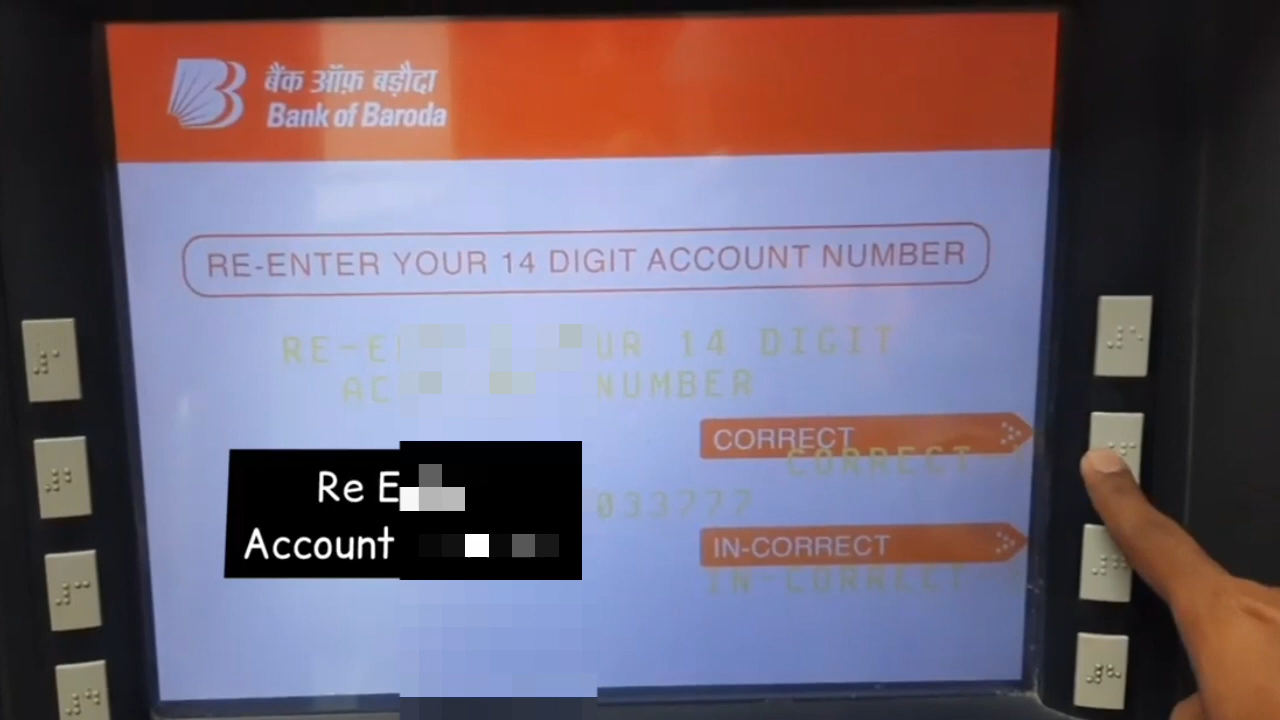 बैंक ऑफ़ बड़ौदा
Bank of Baroda
RE-ENTER YOUR 14 DIGIT ACCOUNT NUMBER
14 DIGIT
NUMBER
CORRECT
CORRECT
Re
033777
Account
IN-CORRECT
IN-CORRECT